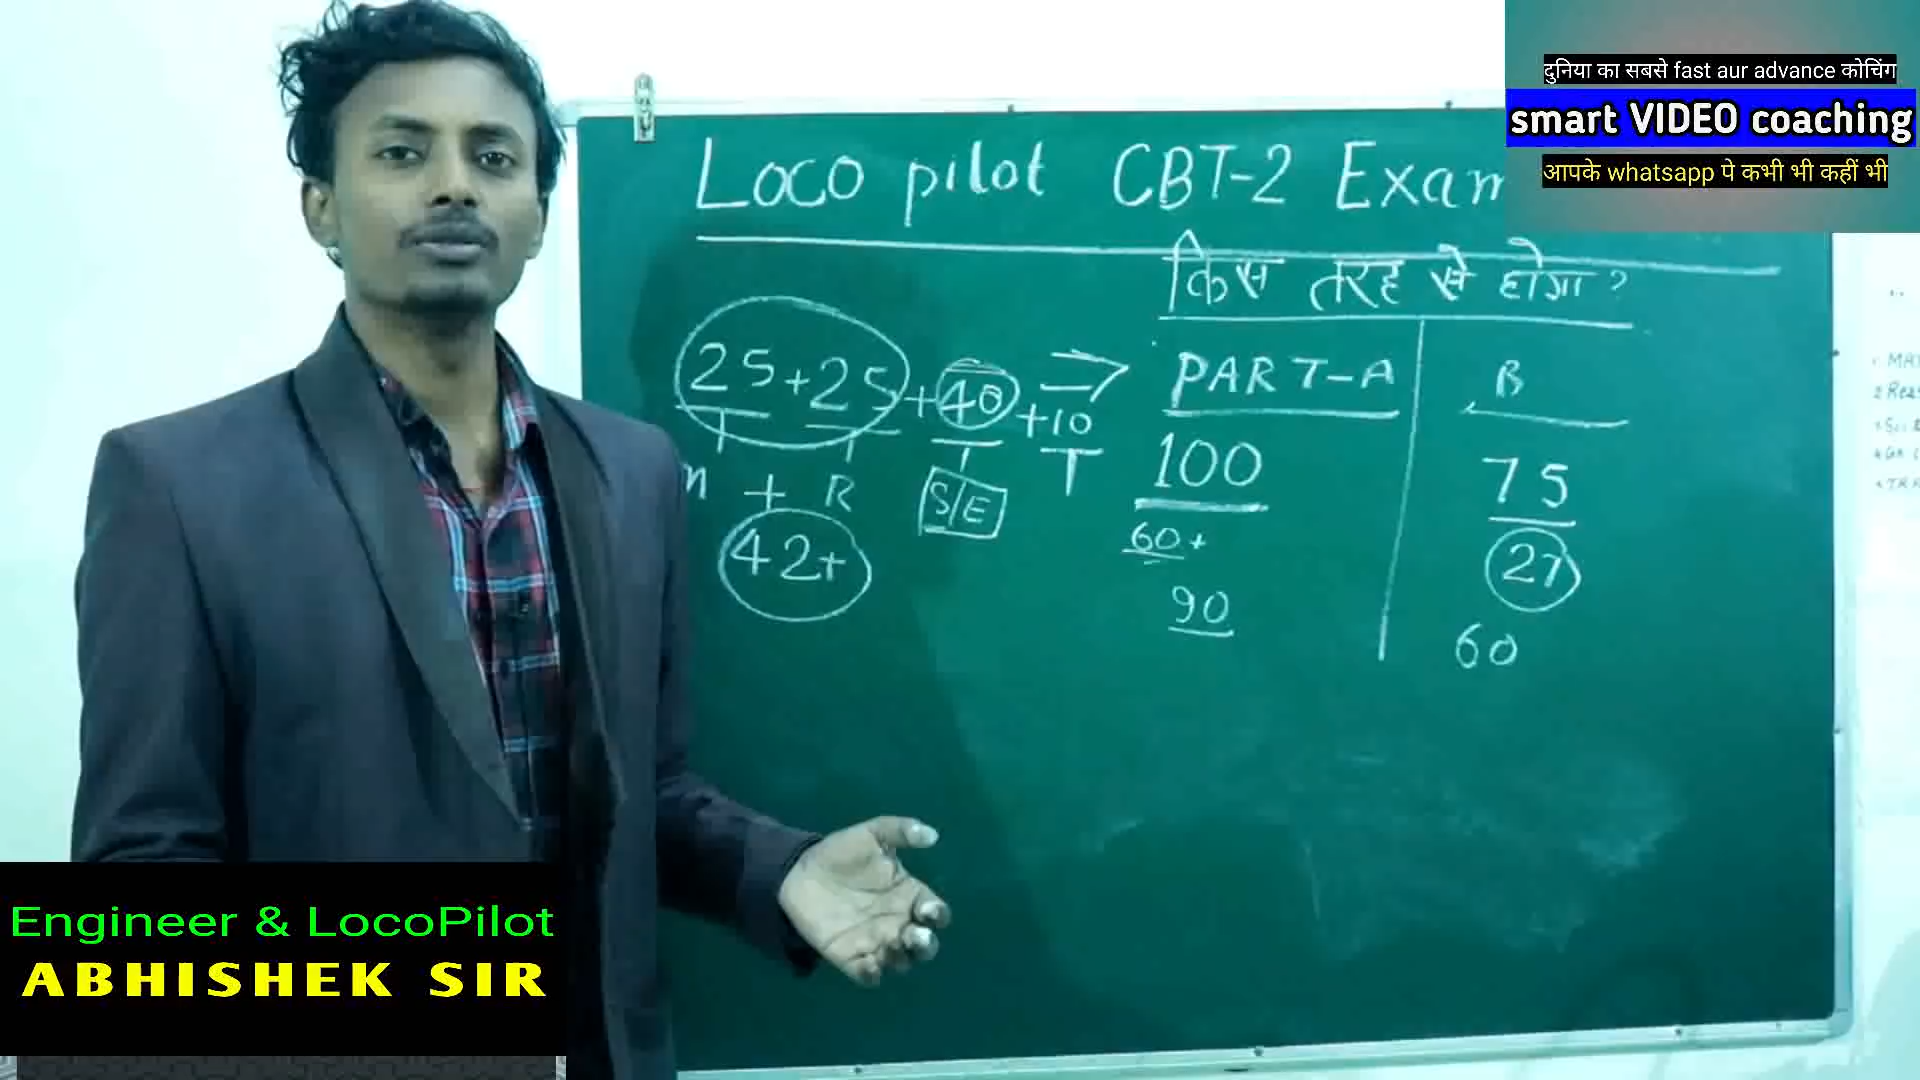 दुनिया का सबसे fast aur advance कोचिंग
smart VIDEO coaching
आपके whatsapp पे कभी भी कहीं भी
Loco pilot CBT-2 Exam
किस तरह से होगा ?
25+25+40+10 → PART-A B
m + R S/E T 100 75
42+ 60+ 27
90 60
Engineer & LocoPilot
ABHISHEK SIR